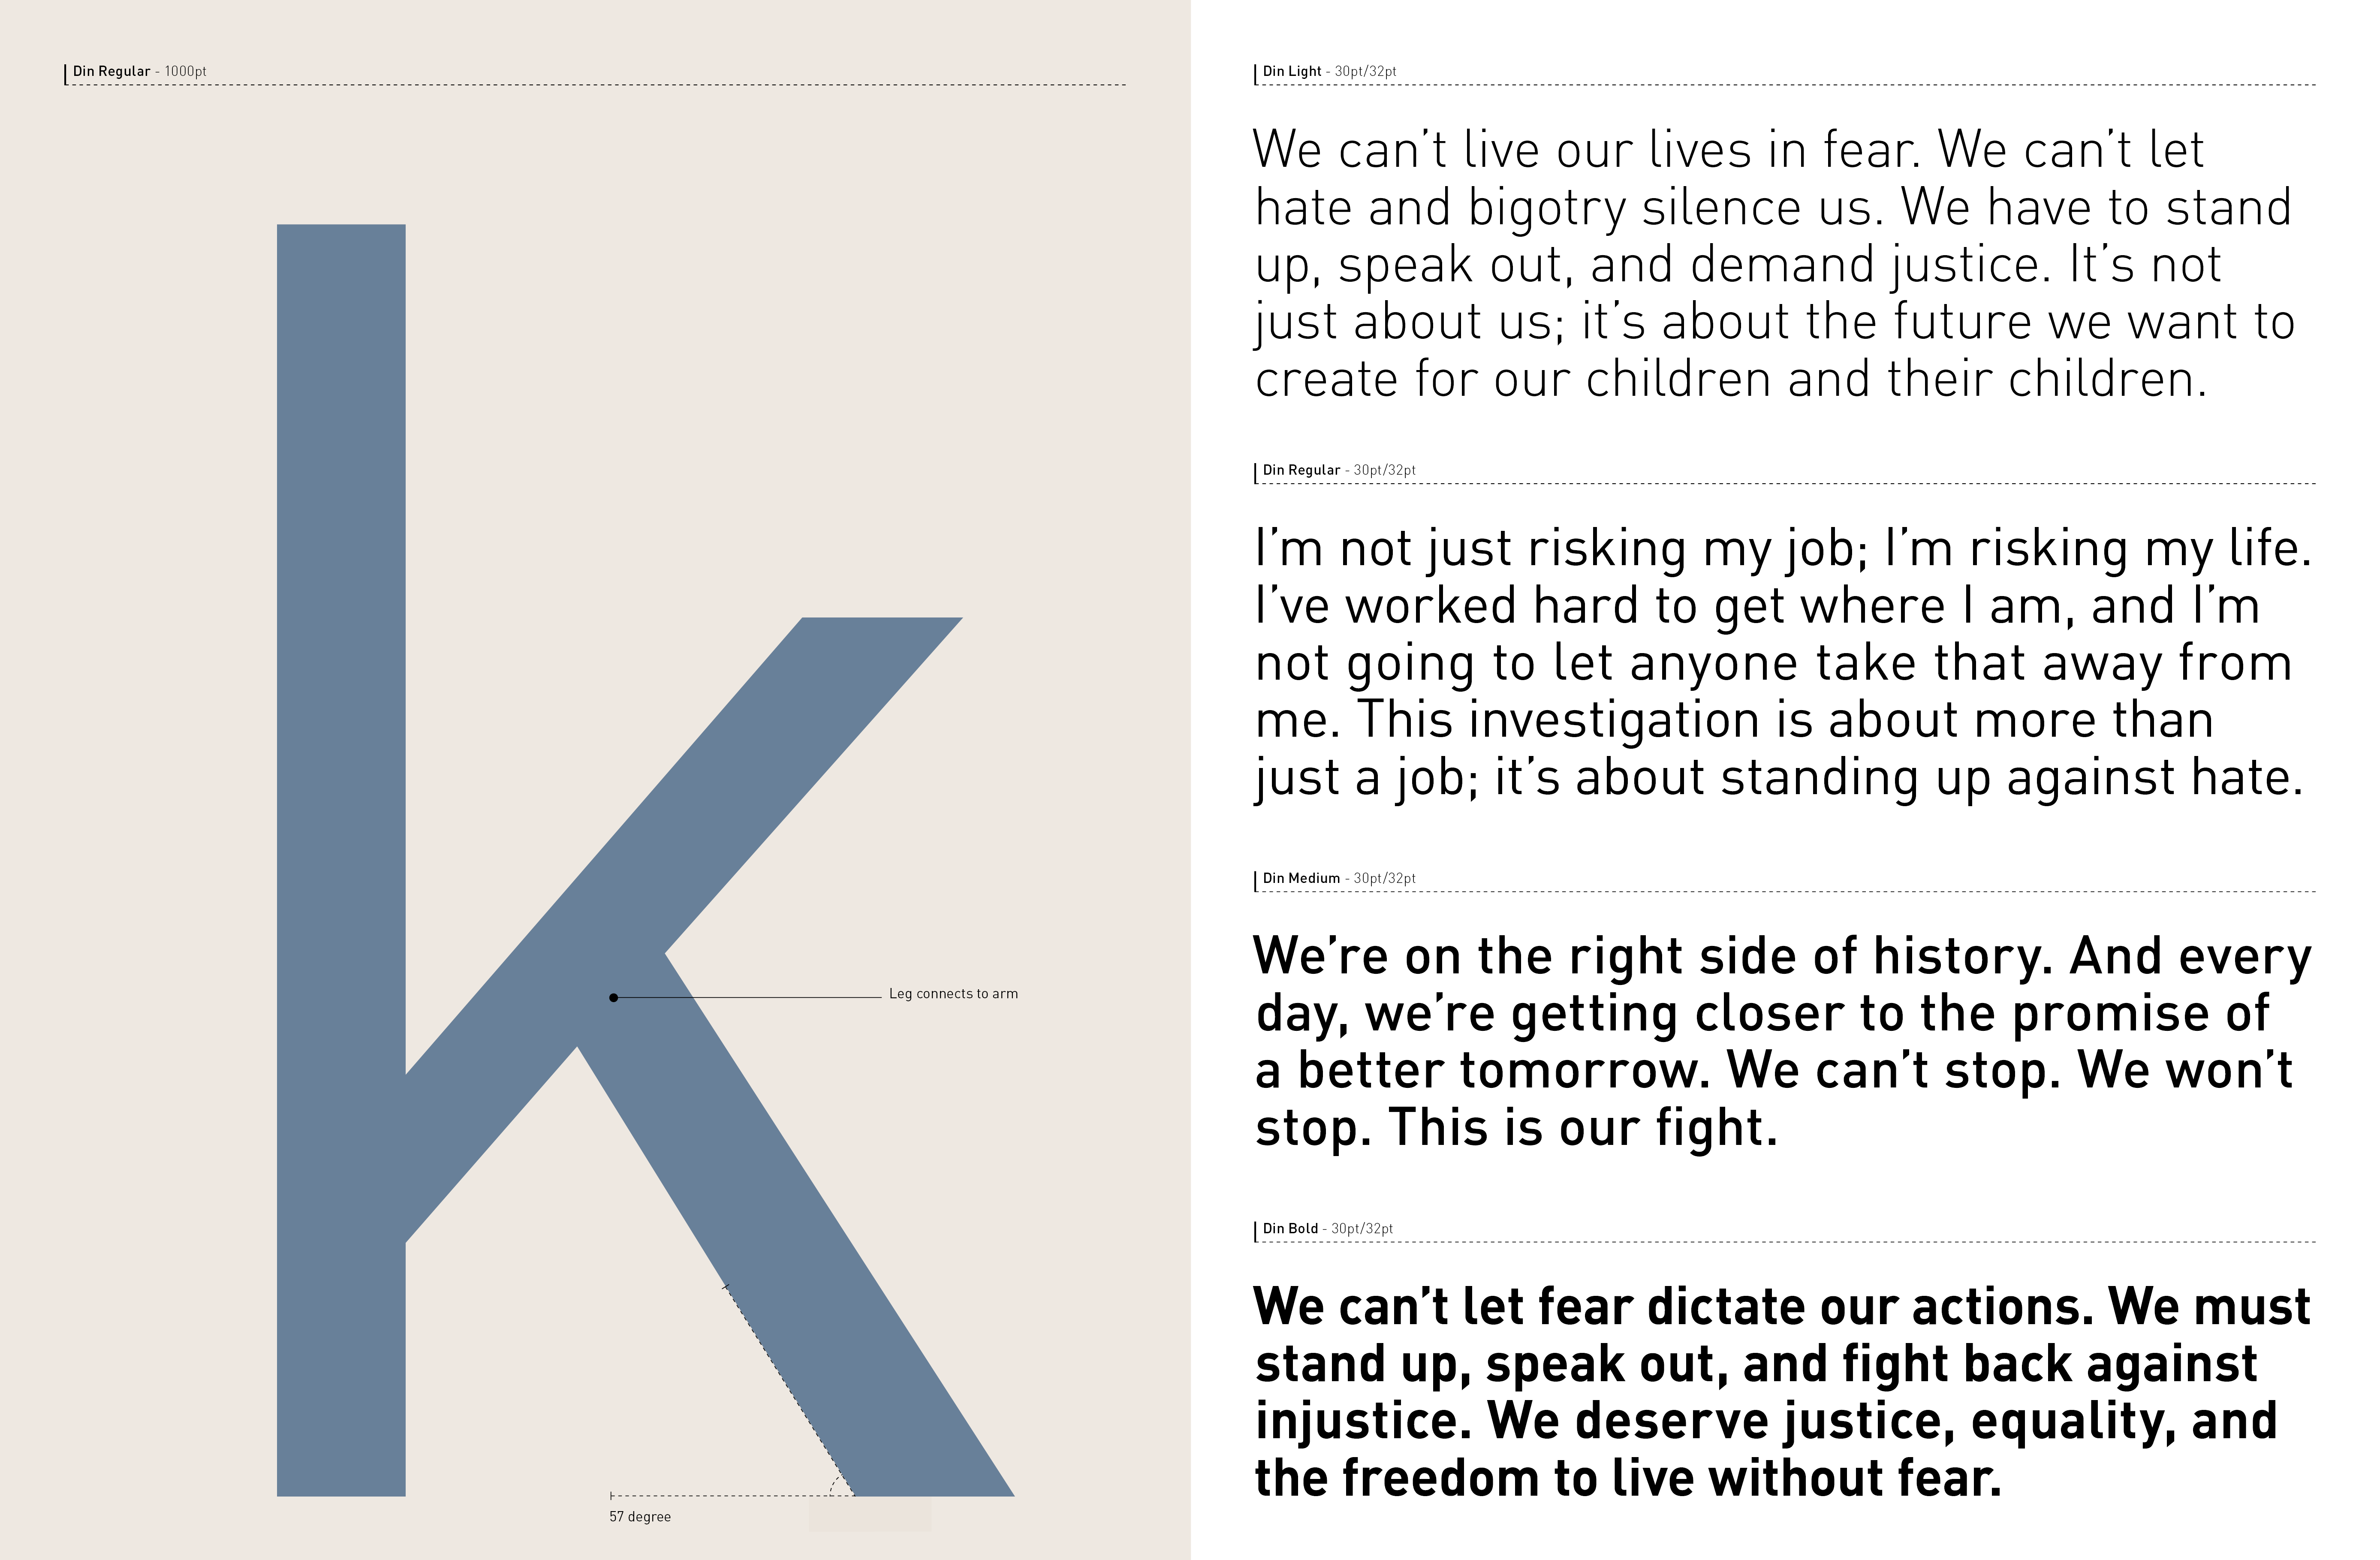 Din Regular - 1000pt
k
Leg connects to arm
57 degree
Din Light - 30pt/32pt
We can’t live our lives in fear. We can’t let
hate and bigotry silence us. We have to stand
up, speak out, and demand justice. It’s not
just about us; it’s about the future we want to
create for our children and their children.
Din Regular - 30pt/32pt
I’m not just risking my job; I’m risking my life.
I’ve worked hard to get where I am, and I’m
not going to let anyone take that away from
me. This investigation is about more than
just a job; it’s about standing up against hate.
Din Medium - 30pt/32pt
We’re on the right side of history. And every
day, we’re getting closer to the promise of
a better tomorrow. We can’t stop. We won’t
stop. This is our fight.
Din Bold - 30pt/32pt
We can’t let fear dictate our actions. We must
stand up, speak out, and fight back against
injustice. We deserve justice, equality, and
the freedom to live without fear.